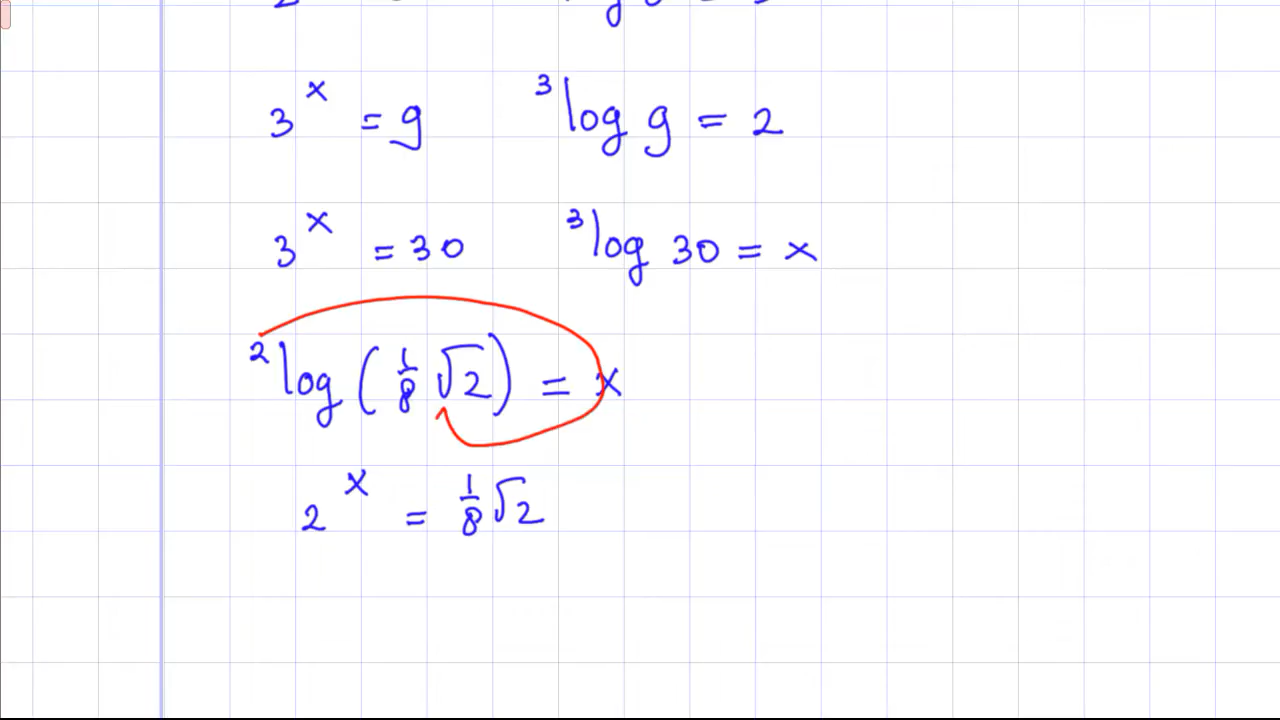 3^x = 9    ³log 9 = 2
3^x = 30    ³log 30 = x
²log (1/8 √2) = x
2^x = 1/8 √2